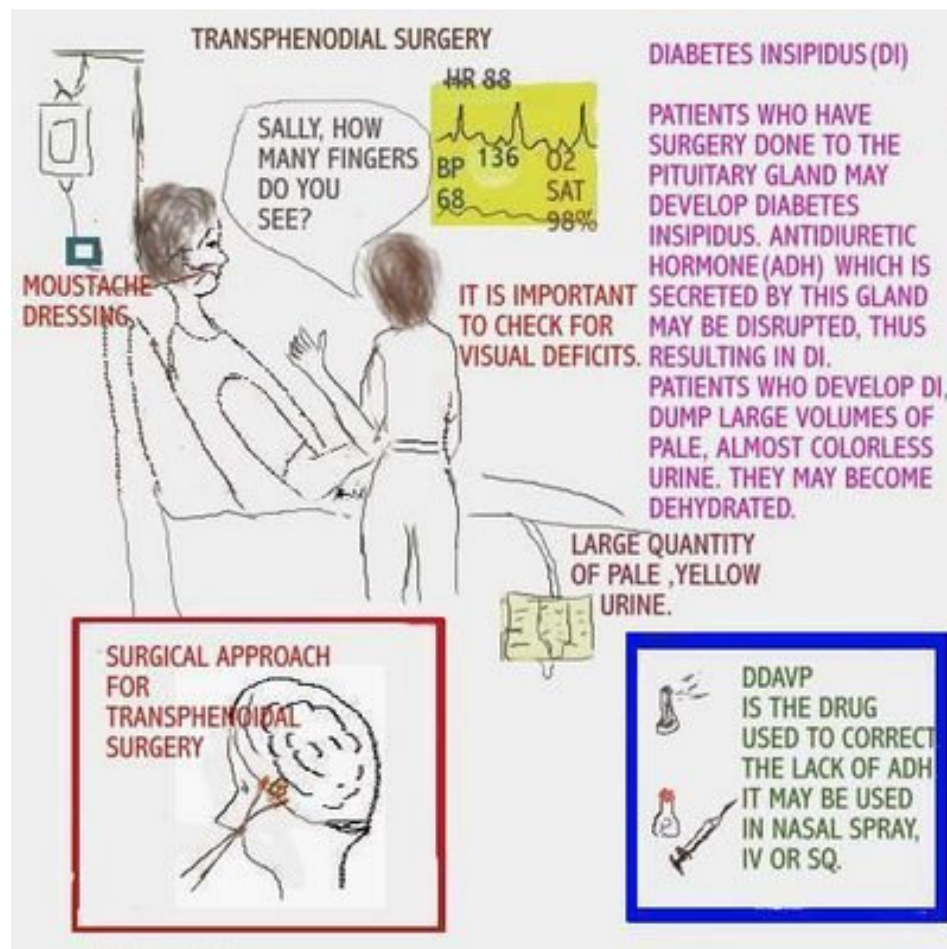 TRANSPHENODIAL SURGERY
SALLY, HOW
MANY FINGERS
DO YOU
SEE?
HR 88
BP 136 O2
68 SAT
98%
MOUSTACHE
DRESSING
IT IS IMPORTANT
TO CHECK FOR
VISUAL DEFICITS.
DIABETES INSIPIDUS (DI)
PATIENTS WHO HAVE
SURGERY DONE TO THE
PITUITARY GLAND MAY
DEVELOP DIABETES
INSIPIDUS. ANTIDIURETIC
HORMONE (ADH) WHICH IS
SECRETED BY THIS GLAND
MAY BE DISRUPTED, THUS
RESULTING IN DI.
PATIENTS WHO DEVELOP DI,
DUMP LARGE VOLUMES OF
PALE, ALMOST COLORLESS
URINE. THEY MAY BECOME
DEHYDRATED.
LARGE QUANTITY
OF PALE ,YELLOW
URINE.
SURGICAL APPROACH
FOR
TRANSPHENOIDAL
SURGERY
DDAVP
IS THE DRUG
USED TO CORRECT
THE LACK OF ADH
IT MAY BE USED
IN NASAL SPRAY,
IV OR SQ.